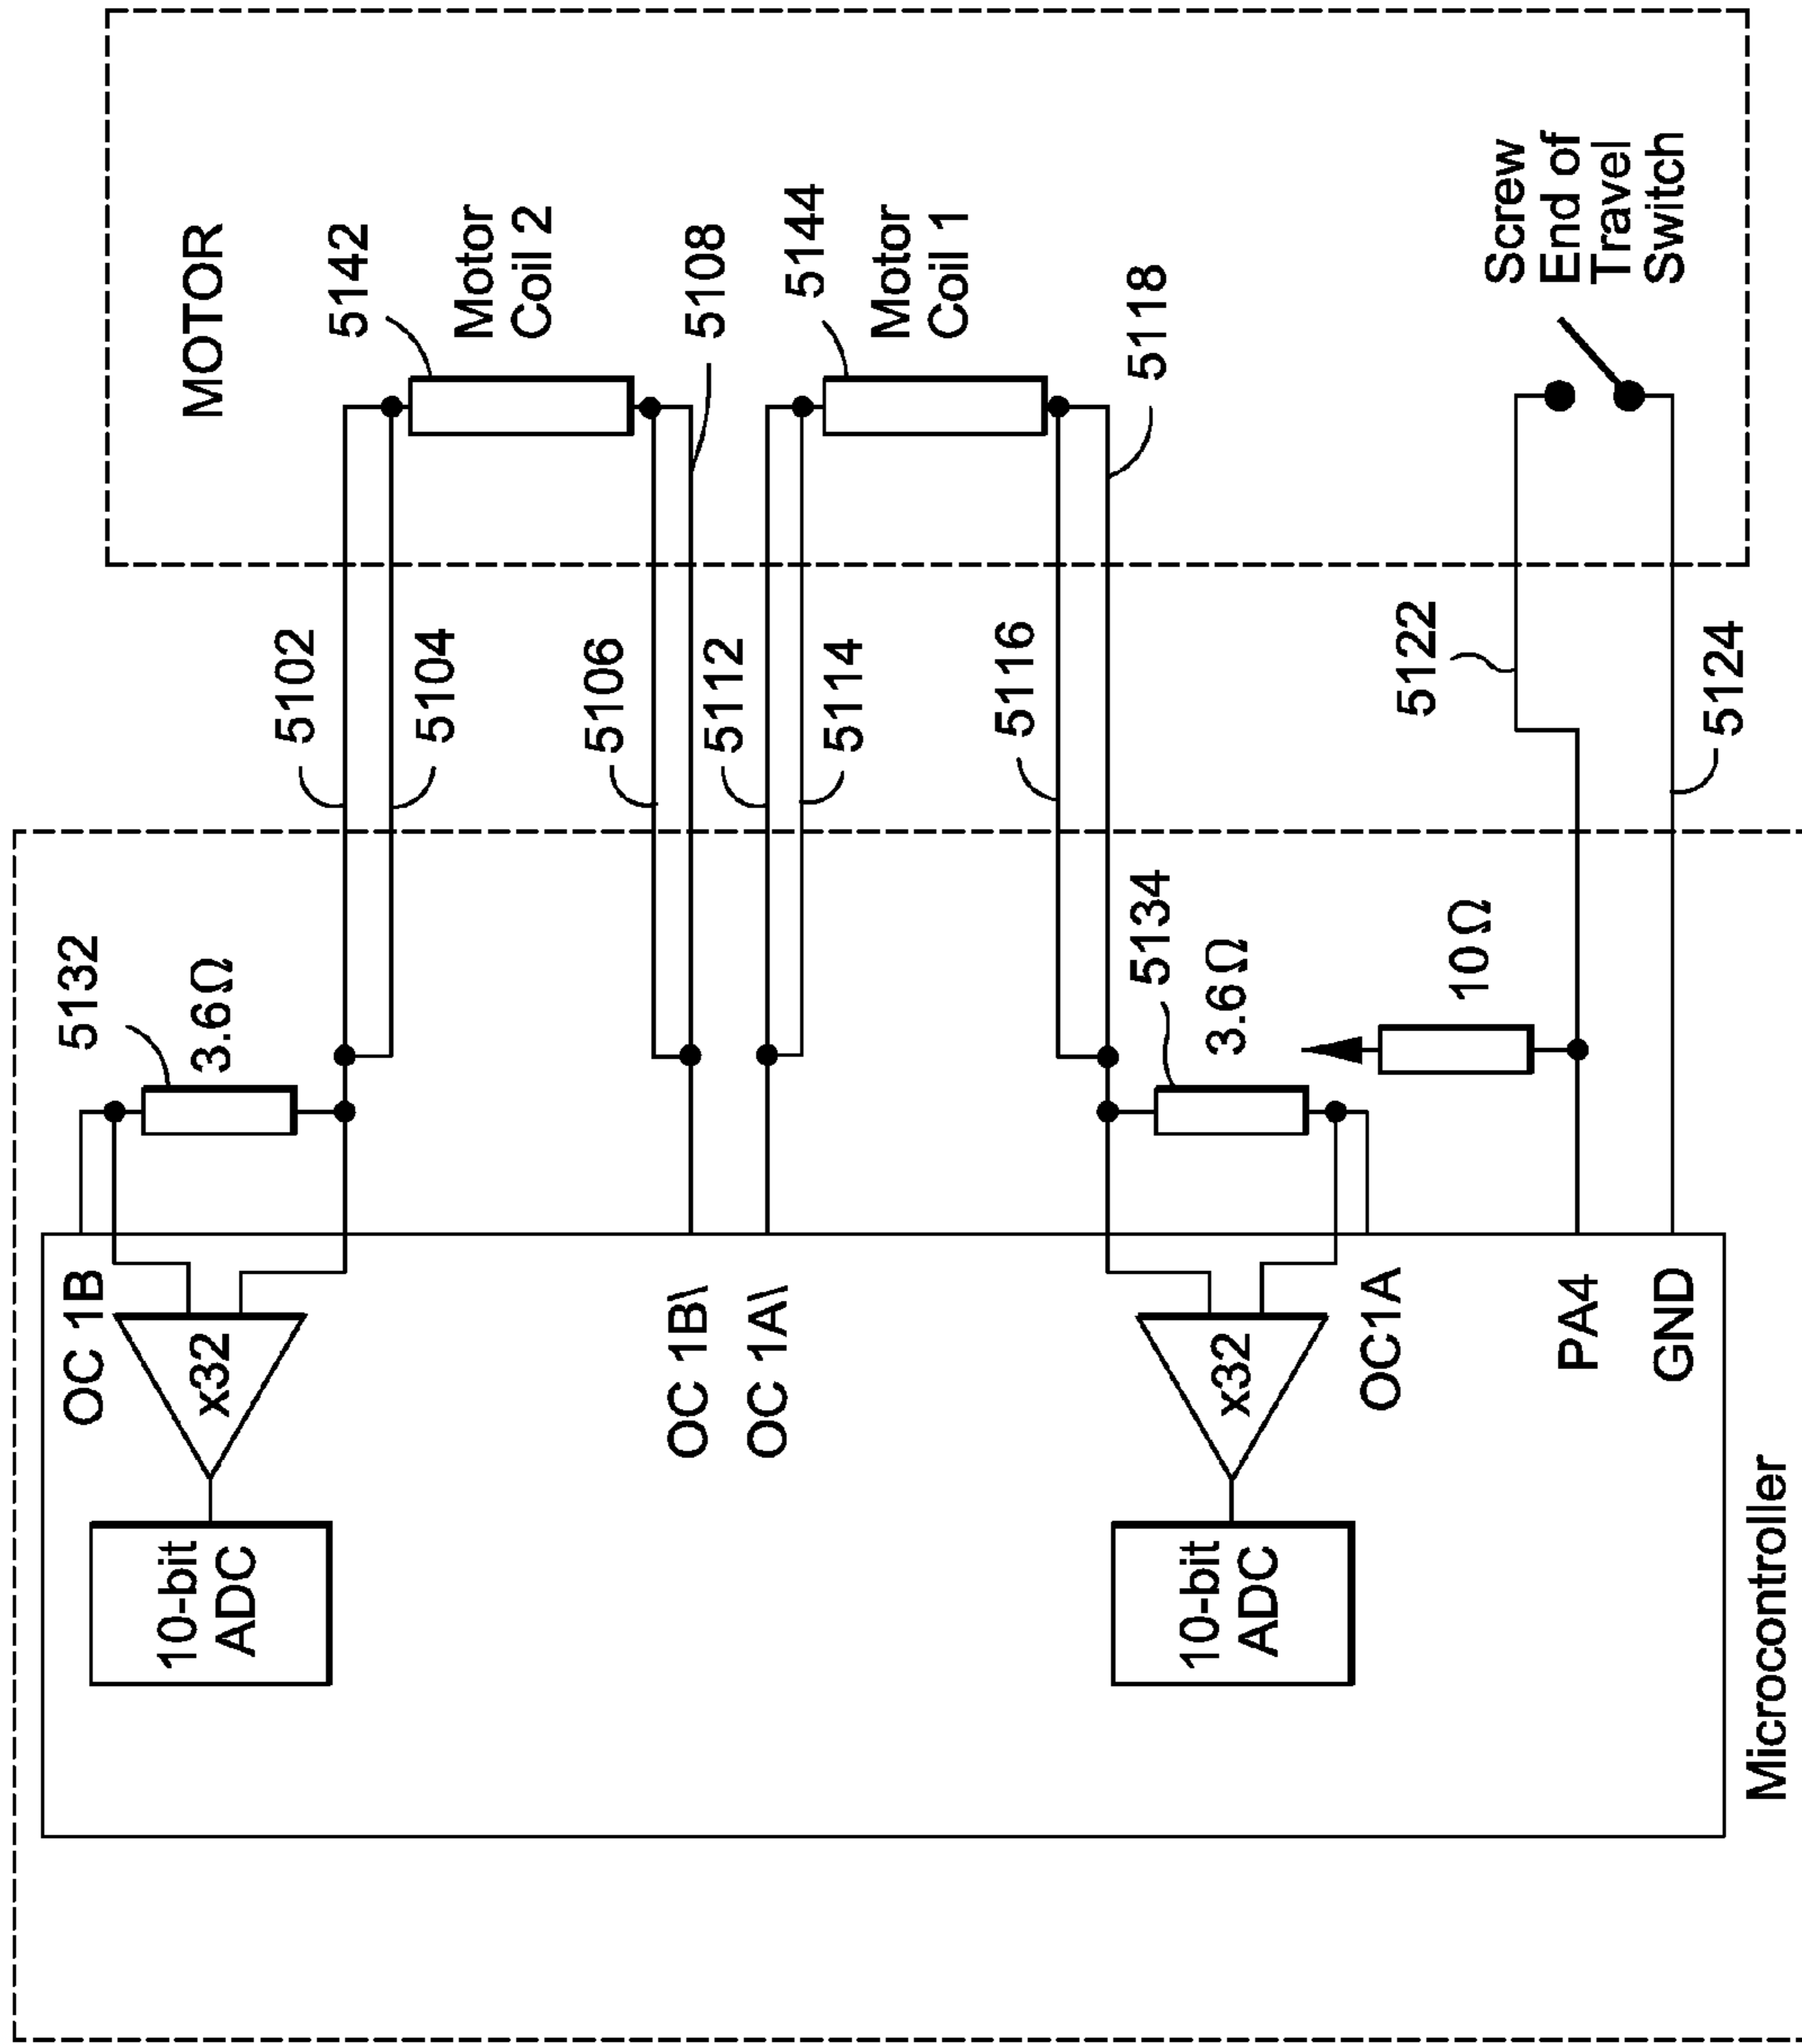 MOTOR
5142
Motor
Coil 2
5108
5144
Motor
Coil 1
5118
Screw
End of
Travel
Switch
5102
5104
5106
5112
5114
5116
5122
5124
5132
3.6Ω
5134
3.6Ω
10Ω
OC 1B
x32
10-bit
ADC
OC 1B\
OC 1A\
x32
10-bit
ADC
OC1A
PA4
GND
Microcontroller